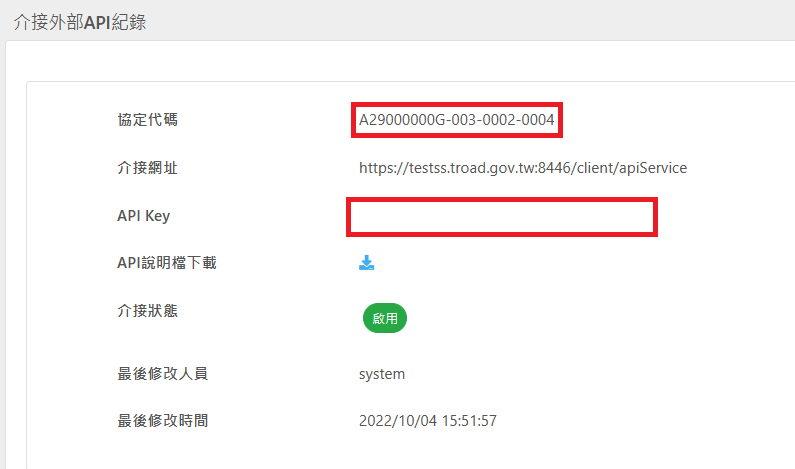 介接外部API紀錄
協定代碼 A29000000G-003-0002-0004
介接網址 https://testss.troad.gov.tw:8446/client/apiService
API Key
API說明檔下載
介接狀態 啟用
最後修改人員 system
最後修改時間 2022/10/04 15:51:57